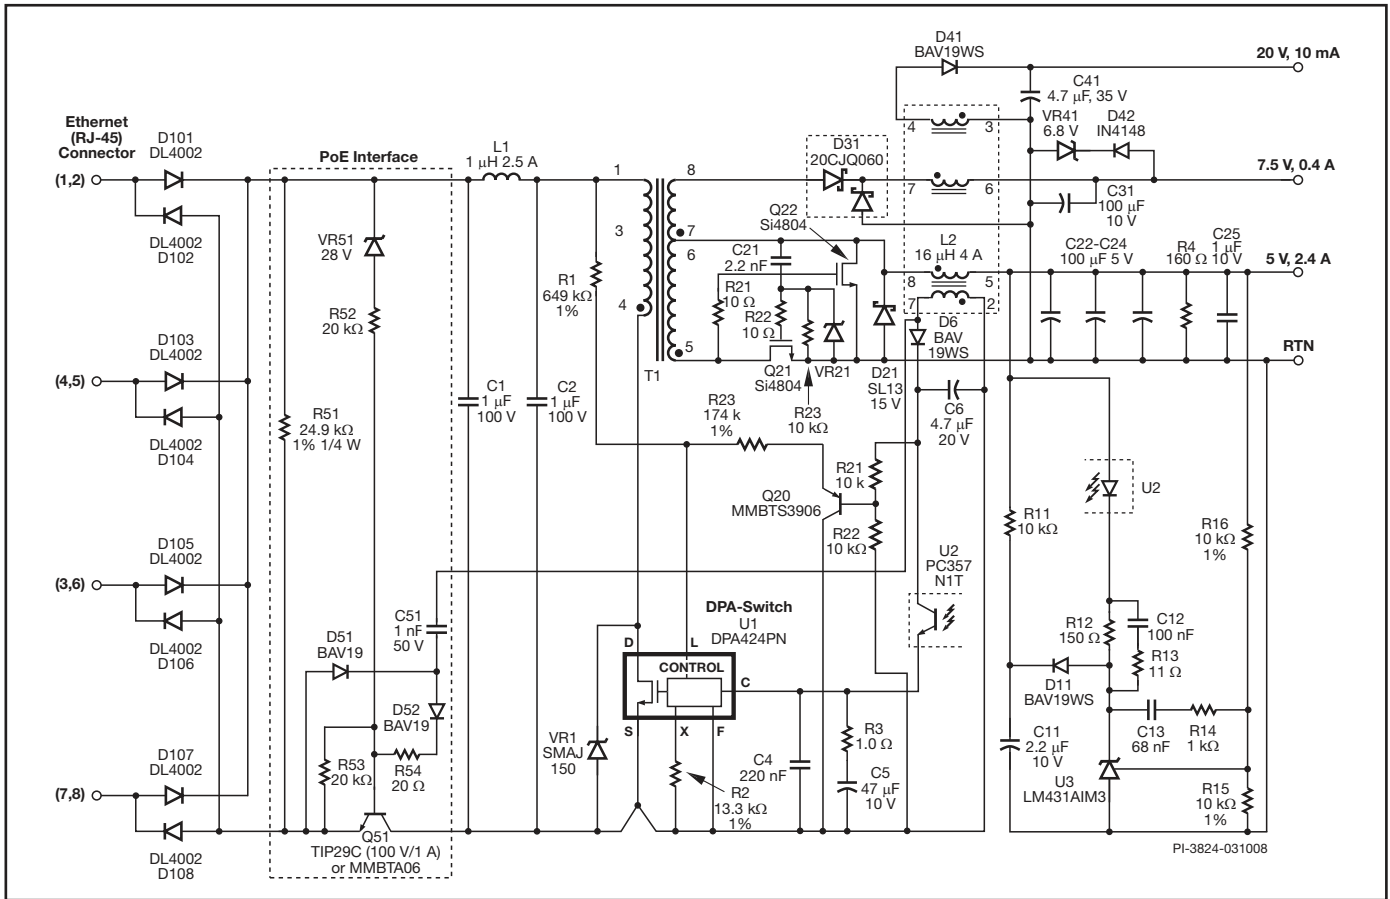 D41
BAV19WS
20 V, 10 mA
C41
4.7 μF, 35 V
VR41
6.8 V
D42
IN4148
4
3
Ethernet
(RJ-45)
Connector
D101
DL4002
PoE Interface
L1
1 μH 2.5 A
D31
20CJQ060
(1,2)
1
8
7
6
7.5 V, 0.4 A
DL4002
D102
VR51
28 V
3
7
6
Q22
Si4804
C31
100 μF
10 V
C21
2.2 nF
L2
16 μH 4 A
C22-C24
100 μF 5 V
R4
160 Ω
C25
1 μF
10 V
5 V, 2.4 A
R1
649 kΩ
1%
4
R21
10 Ω
R22
10 Ω
8
5
7
2
R52
20 kΩ
D6
BAV
19WS
D103
DL4002
5
RTN
T1
Q21
Si4804
VR21
D21
SL13
15 V
(4,5)
C1
1 μF
100 V
C2
1 μF
100 V
R23
174 k
1%
R23
10 kΩ
C6
4.7 μF
20 V
R51
24.9 kΩ
1% 1/4 W
DL4002
D104
R21
10 k
U2
Q20
MMBTS3906
R22
10 kΩ
R11
10 kΩ
R16
10 kΩ
1%
D105
DL4002
U2
PC357
N1T
(3,6)
DPA-Switch
U1
DPA424PN
C51
1 nF
50 V
R12
150 Ω
C12
100 nF
DL4002
D106
D51
BAV19
D
L
CONTROL
C
R13
11 Ω
D11
BAV19WS
D52
BAV19
S
X
F
R3
1.0 Ω
C13
68 nF
R14
1 kΩ
D107
DL4002
VR1
SMAJ
150
C4
220 nF
C11
2.2 μF
10 V
R53
20 kΩ
R54
20 Ω
C5
47 μF
10 V
U3
LM431AIM3
(7,8)
R2
13.3 kΩ
1%
R15
10 kΩ
1%
Q51
TIP29C (100 V/1 A)
or MMBTA06
DL4002
D108
PI-3824-031008